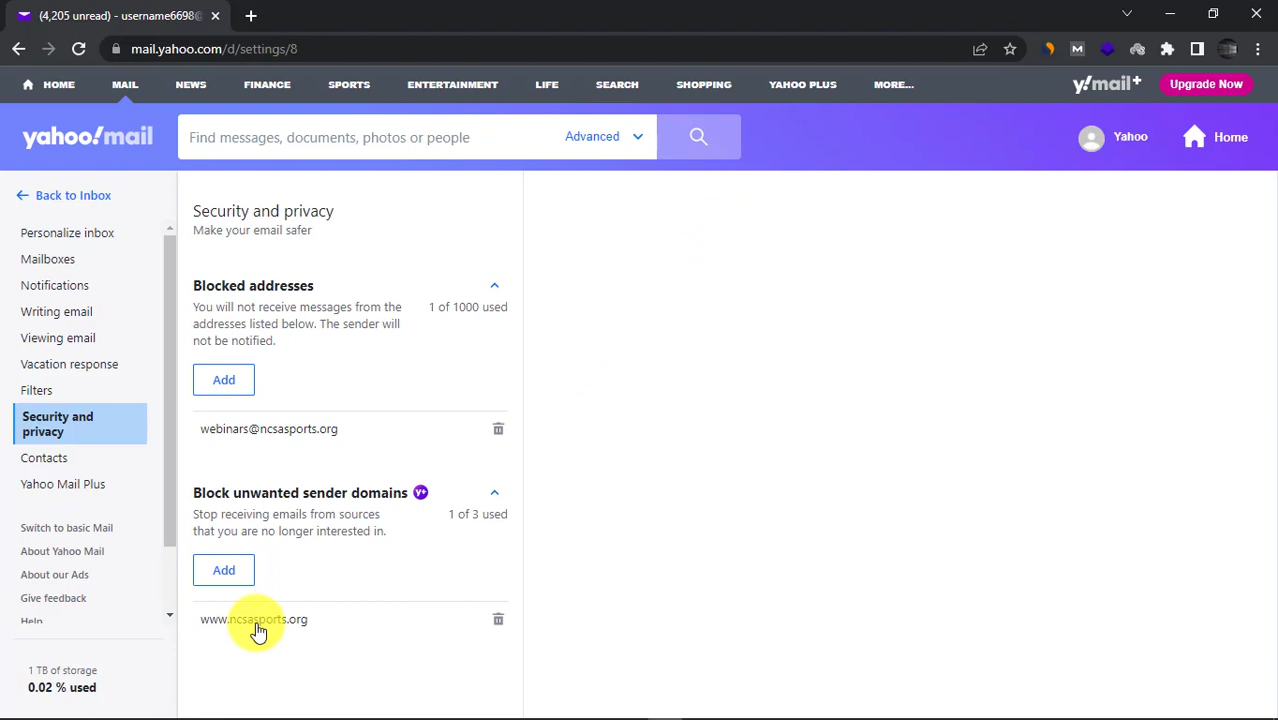 (4,205 unread) - username6698@
mail.yahoo.com/d/settings/8
M
HOME MAIL NEWS FINANCE SPORTS ENTERTAINMENT LIFE SEARCH SHOPPING YAHOO PLUS MORE... y!mail+ Upgrade Now
yahoo!mail Find messages, documents, photos or people Advanced Yahoo Home
Back to Inbox
Personalize inbox
Mailboxes
Notifications
Writing email
Viewing email
Vacation response
Filters
Security and
privacy
Contacts
Yahoo Mail Plus
Switch to basic Mail
About Yahoo Mail
About our Ads
Give feedback
Help
1 TB of storage
0.02 % used
Security and privacy
Make your email safer
Blocked addresses
You will not receive messages from the 1 of 1000 used
addresses listed below. The sender will
not be notified.
Add
webinars@ncsasports.org
Block unwanted sender domains y+
Stop receiving emails from sources 1 of 3 used
that you are no longer interested in.
Add
www.ncsasports.org